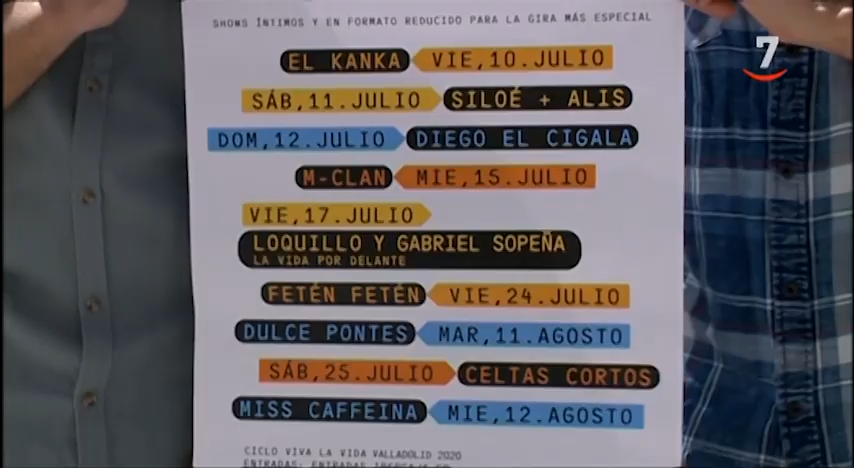 SHOWS ÍNTIMOS Y EN FORMATO REDUCIDO PARA LA GIRA MÁS ESPECIAL
7
EL KANKA VIE,10.JULIO
SÁB,11.JULIO SILOÉ + ALIS
DOM,12.JULIO DIEGO EL CIGALA
M-CLAN MIE,15.JULIO
VIE,17.JULIO
LOQUILLO Y GABRIEL SOPEÑA
LA VIDA POR DELANTE
FETÉN FETÉN VIE,24.JULIO
DULCE PONTES MAR,11.AGOSTO
SÁB,25.JULIO CELTAS CORTOS
MISS CAFFEINA MIE,12.AGOSTO
CICLO VIVA LA VIDA VALLADOLID 2020
ENTRADAS: ENTRADAS